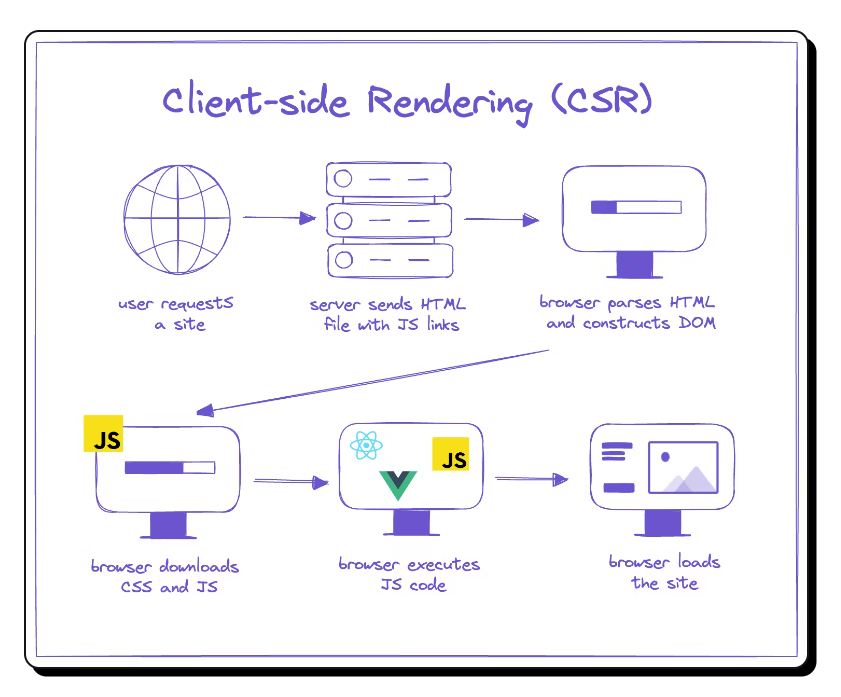 Client-side Rendering (CSR)
user requests
a site
server sends HTML
file with JS links
browser parses HTML
and constructs DOM
JS
JS
browser downloads
CSS and JS
browser executes
JS code
browser loads
the site